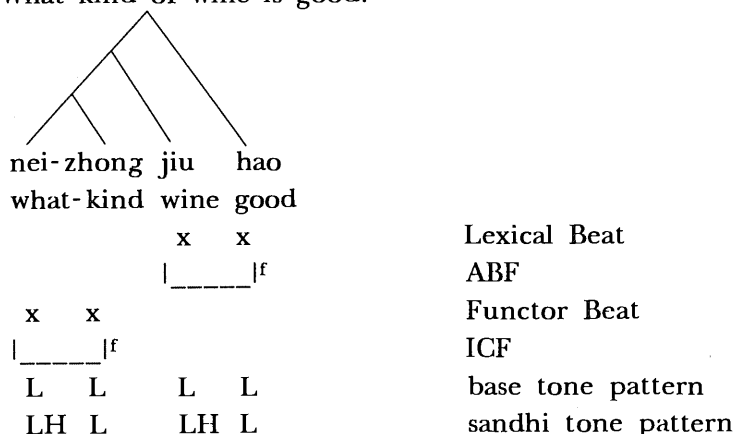 what kind of wine is good.
nei-zhong jiu hao
what-kind wine good
x x Lexical Beat
|_____|f ABF
x x Functor Beat
|_____|f ICF
L L L L base tone pattern
LH L LH L sandhi tone pattern